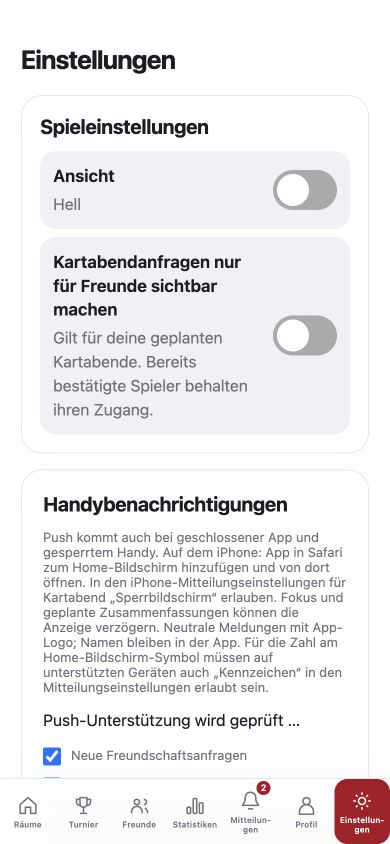 Einstellungen
Spieleinstellungen
Ansicht
Hell
Kartabendanfragen nur
für Freunde sichtbar
machen
Gilt für deine geplanten
Kartabende. Bereits
bestätigte Spieler behalten
ihren Zugang.
Handybenachrichtigungen
Push kommt auch bei geschlossener App und
gesperrtem Handy. Auf dem iPhone: App in Safari
zum Home-Bildschirm hinzufügen und von dort
öffnen. In den iPhone-Mitteilungseinstellungen für
Kartabend „Sperrbildschirm“ erlauben. Fokus und
geplante Zusammenfassungen können die
Anzeige verzögern. Neutrale Meldungen mit App-
Logo; Namen bleiben in der App. Für die Zahl am
Home-Bildschirm-Symbol müssen auf
unterstützten Geräten auch „Kennzeichen“ in den
Mitteilungseinstellungen erlaubt sein.
Push-Unterstützung wird geprüft ...
Neue Freundschaftsanfragen
2
Räume
Turnier
Freunde
Statistiken
Mitteilun-
gen
Profil
Einstellun-
gen